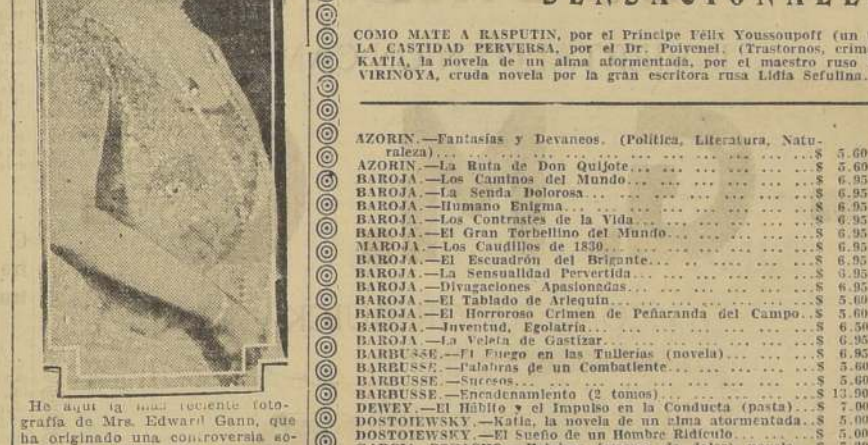 COMO MATE A RASPUTIN, por el Príncipe Félix Youssoupoff (un
LA CASTIDAD PERVERSA, por el Dr. Poivenel. (Trastornos, crim
KATIA, la novela de un alma atormentada, por el maestro ruso
VIRINOYA, cruda novela por la gran escritora rusa Lidia Sefulina.
AZORIN.—Fantasías y Devaneos. (Política, Literatura, Natu-
raleza)... $ 5.60
AZORIN.—La Ruta de Don Quijote... $ 5.60
BAROJA.—Los Caminos del Mundo... $ 6.95
BAROJA.—La Senda Dolorosa... $ 6.95
BAROJA.—Humano Enigma... $ 6.95
BAROJA.—Los Contrastes de la Vida... $ 6.95
BAROJA.—El Gran Torbellino del Mundo... $ 6.95
MAROJA.—Los Caudillos de 1830... $ 6.95
BAROJA.—El Escuadrón del Brigante... $ 6.95
BAROJA.—La Sensualidad Pervertida... $ 6.95
BAROJA.—Divagaciones Apasionadas... $ 6.95
BAROJA.—El Tablado de Arlequín... $ 5.60
BAROJA.—El Horroroso Crimen de Peñaranda del Campo.. $ 5.60
BAROJA.—Juventud, Egolatría... $
BAROJA.—La Veleta de Gastizar... $ 6.95
BARBUSSE.—El Fuego en las Tullerías (novela)... $
BARBUSSE.—Palabras de un Combatiente... $ 5.60
BARBUSSE.—Sucesos... $ 5.60
BARBUSSE.—Encadenamiento (2 tomos)... $ 13.90
DEWEY.—El Hábito y el Impulso en la Conducta (pasta)... $ 7.00
DOSTOIEWSKY.—Katia, la novela de un alma atormentada.. $ 5.00
DOSTOIEWSKY.—El Sueño de un Hombre Ridículo... $
He aquí la más reciente foto-
grafía de Mrs. Edward Gann, que
ha originado una controversia so-